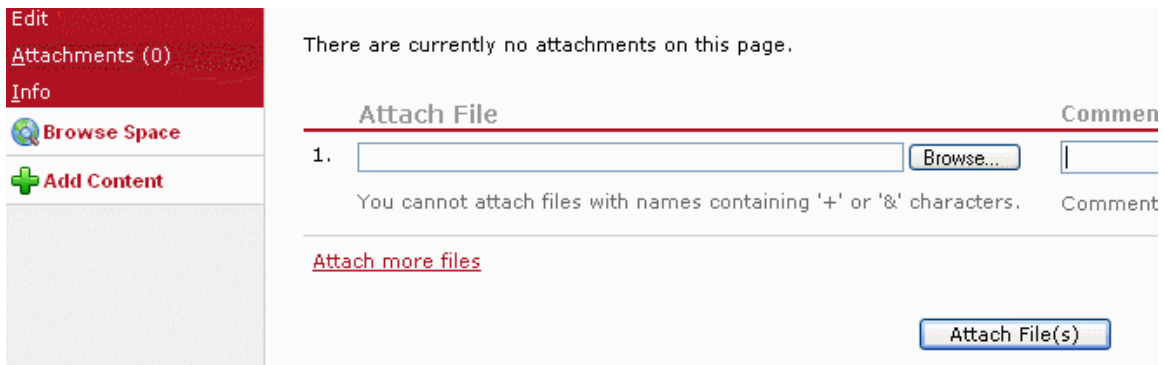 Edit
Attachments (0)
Info
Browse Space
Add Content
There are currently no attachments on this page.
Attach File
Commen
1.
Browse...
You cannot attach files with names containing '+' or '&' characters.
Comment
Attach more files
Attach File(s)